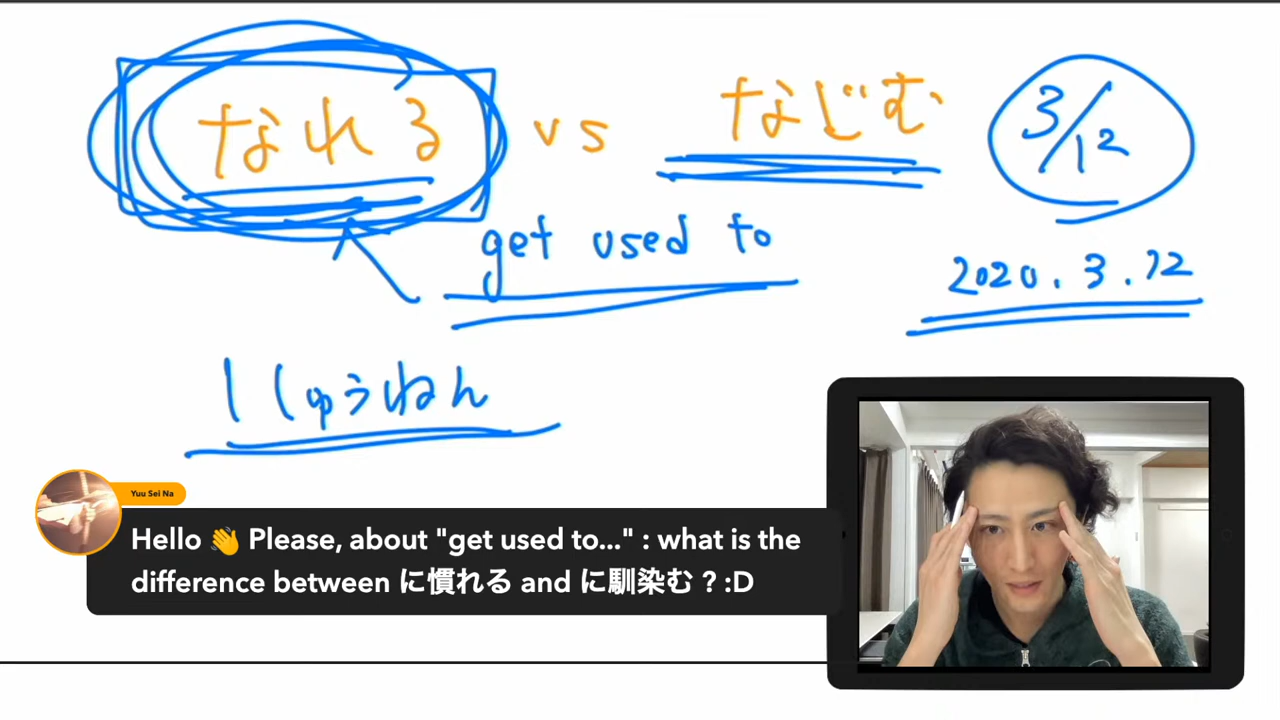 なれる vs なじむ 3/12
get used to
2020.3.12
1しゅうねん
Yuu Sei Na
Hello 👋 Please, about "get used to..." : what is the
difference between に慣れる and に馴染む ? :D